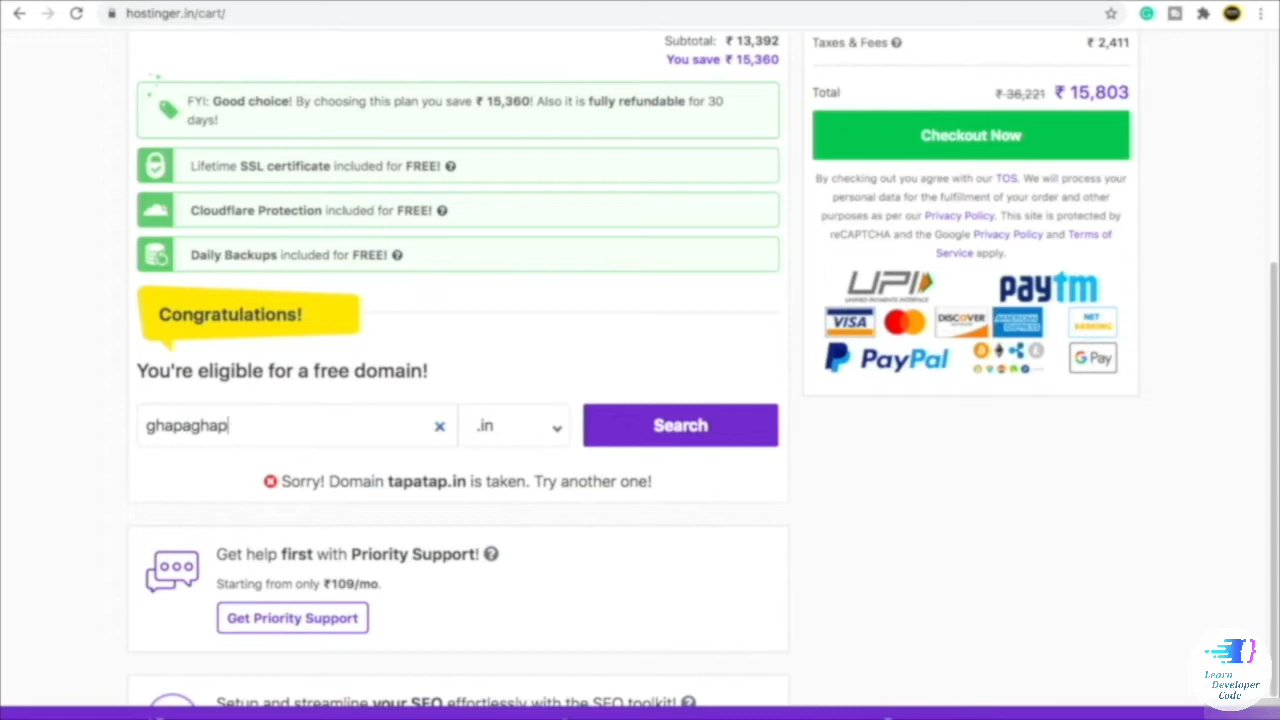 hostinger.in/cart/
Subtotal: ₹ 13,392
You save ₹ 15,360
FYI: Good choice! By choosing this plan you save ₹ 15,360! Also it is fully refundable for 30
days!
Lifetime SSL certificate included for FREE!
Cloudflare Protection included for FREE!
Daily Backups included for FREE!
Congratulations!
You're eligible for a free domain!
ghapaghap
.in
Search
Sorry! Domain tapatap.in is taken. Try another one!
Get help first with Priority Support!
Starting from only ₹109/mo.
Get Priority Support
Setup and streamline your SEO effortlessly with the SEO toolkit!
Taxes & Fees ₹ 2,411
Total ₹ 36,221 ₹ 15,803
Checkout Now
By checking out you agree with our TOS. We will process your
personal data for the fulfillment of your order and other
purposes as per our Privacy Policy. This site is protected by
reCAPTCHA and the Google Privacy Policy and Terms of
Service apply.
UPI
UNIFIED PAYMENTS INTERFACE
paytm
VISA
DISCOVER
AMERICAN EXPRESS
NET
BANKING
PayPal
G Pay
Learn
Developer
Code